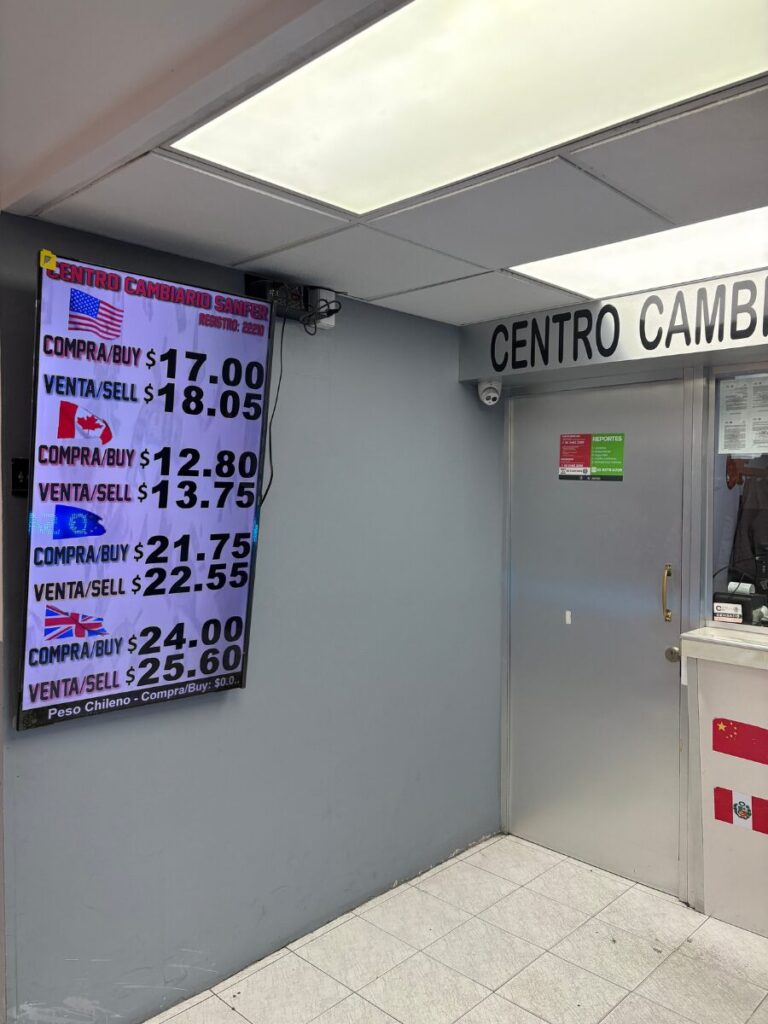 CENTRO CAMBIARIO SANFER
REGISTRO: 22210
COMPRA/BUY $17.00
VENTA/SELL $18.05
COMPRA/BUY $12.80
VENTA/SELL $13.75
COMPRA/BUY $21.75
VENTA/SELL $22.55
COMPRA/BUY $24.00
VENTA/SELL $25.60
Peso Chileno - Compra/Buy: $0.0..
CENTRO CAMBI
REPORTES